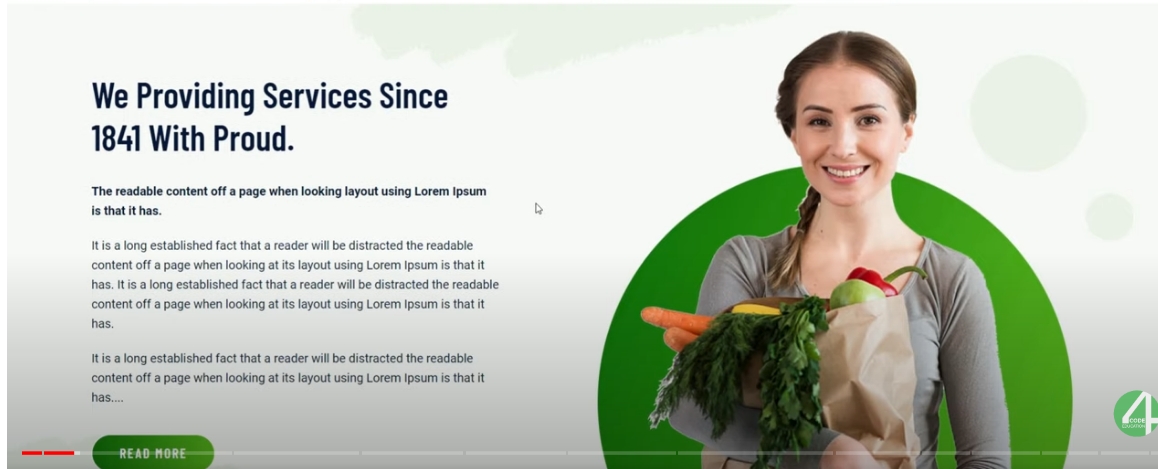 We Providing Services Since
1841 With Proud.
The readable content off a page when looking layout using Lorem Ipsum
is that it has.
It is a long established fact that a reader will be distracted the readable
content off a page when looking at its layout using Lorem Ipsum is that it
has. It is a long established fact that a reader will be distracted the readable
content off a page when looking at its layout using Lorem Ipsum is that it
has.
It is a long established fact that a reader will be distracted the readable
content off a page when looking at its layout using Lorem Ipsum is that it
has....
READ MORE
4
CODE